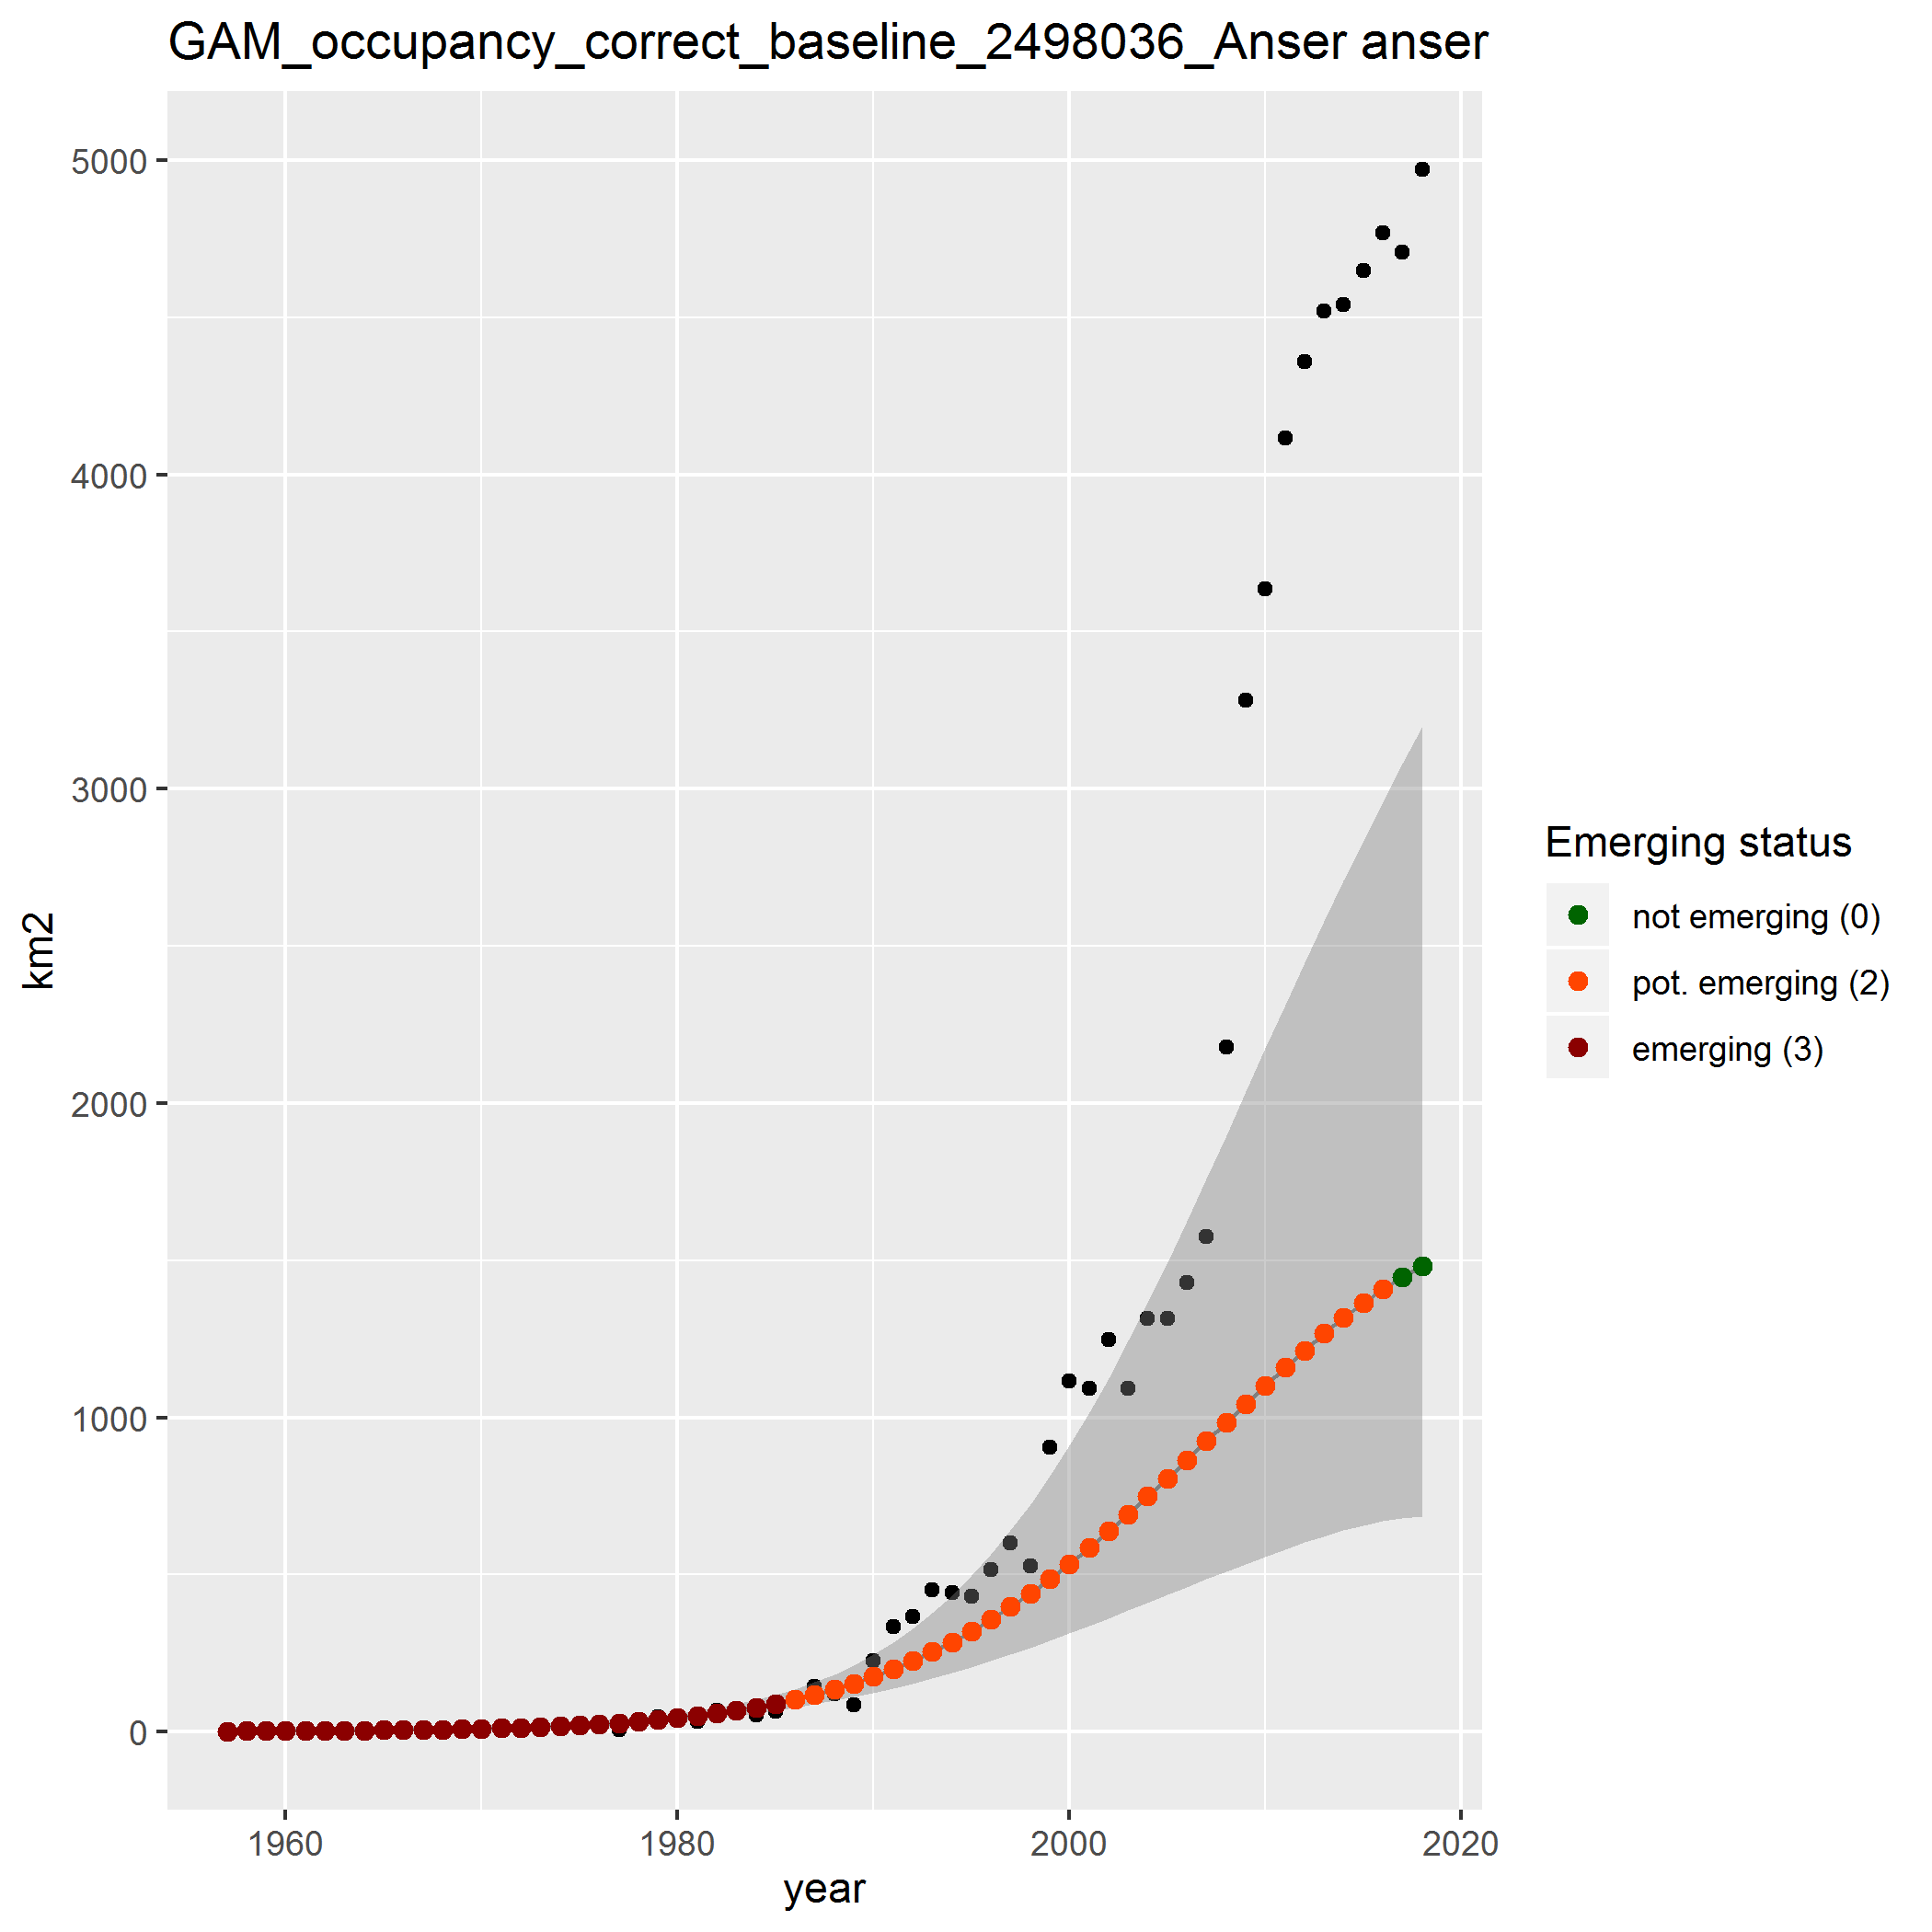 GAM_occupancy_correct_baseline_2498036_Anser anser
5000
4000
3000
2000
1000
0
km2
1960 1980 2000 2020
year
Emerging status
not emerging (0)
pot. emerging (2)
emerging (3)